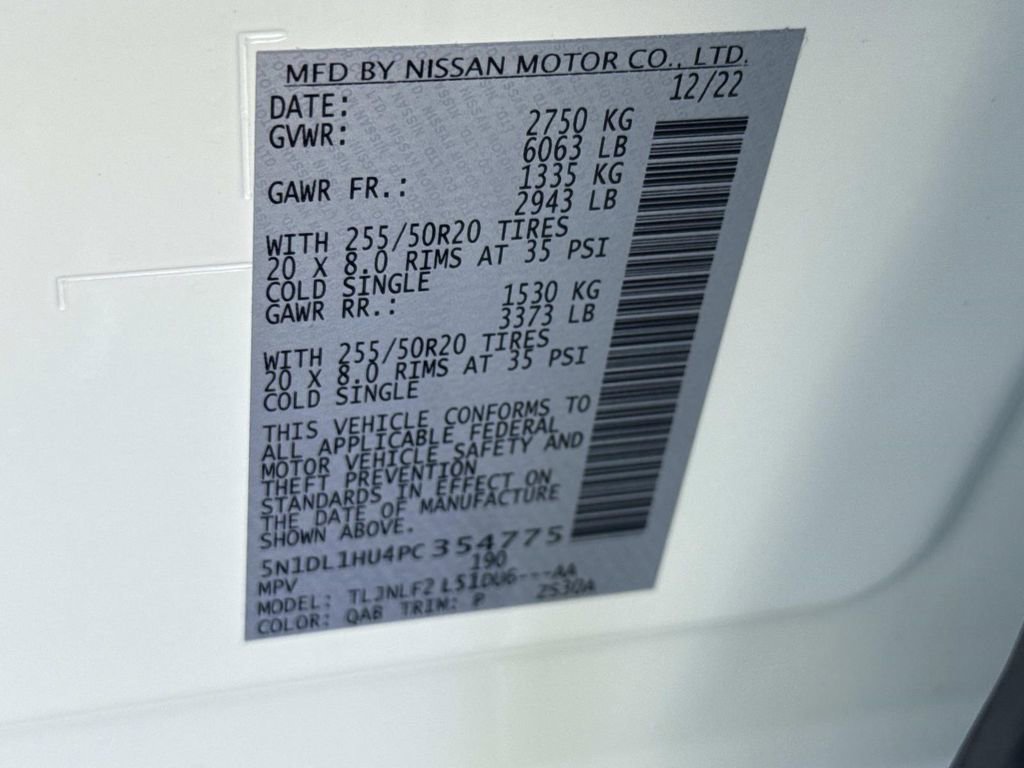 MFD BY NISSAN MOTOR CO., LTD.
DATE: 12/22
GVWR: 2750 KG
6063 LB
GAWR FR.: 1335 KG
2943 LB
WITH 255/50R20 TIRES
20 X 8.0 RIMS AT 35 PSI
COLD SINGLE
GAWR RR.: 1530 KG
3373 LB
WITH 255/50R20 TIRES
20 X 8.0 RIMS AT 35 PSI
COLD SINGLE
THIS VEHICLE CONFORMS TO
ALL APPLICABLE FEDERAL
MOTOR VEHICLE SAFETY AND
THEFT PREVENTION
STANDARDS IN EFFECT ON
THE DATE OF MANUFACTURE
SHOWN ABOVE.
5N1DL1HU4PC354775
MPV 190
MODEL:
COLOR: QAB TRIM: P